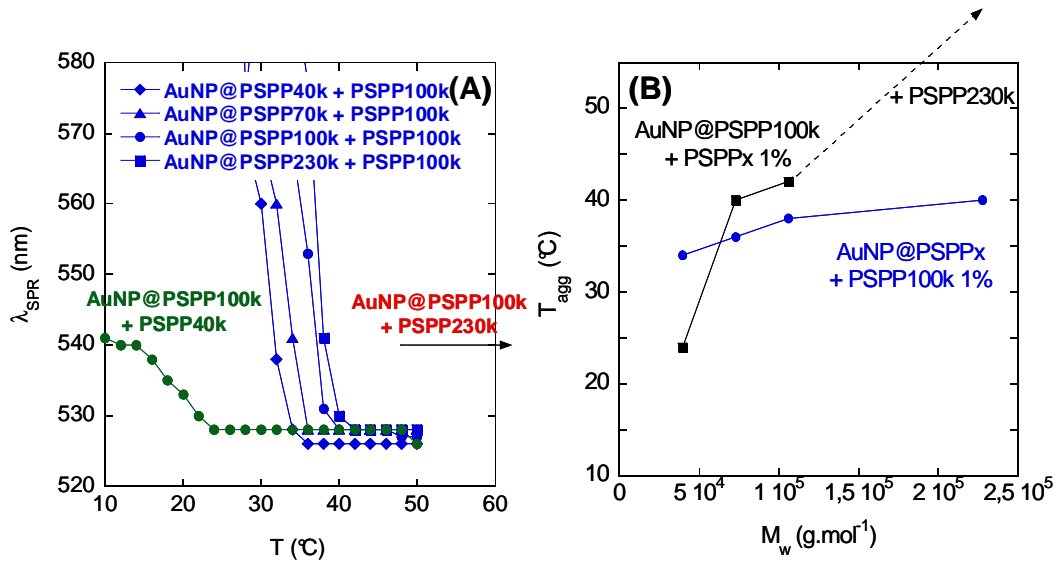 580
570
560
550
540
530
520
λSPR (nm)
AuNP@PSPP40k + PSPP100k
AuNP@PSPP70k + PSPP100k
AuNP@PSPP100k + PSPP100k
AuNP@PSPP230k + PSPP100k
(A)
AuNP@PSPP100k
+ PSPP40k
AuNP@PSPP100k
+ PSPP230k
10 20 30 40 50 60
T (°C)
(B)
+ PSPP230k
AuNP@PSPP100k
+ PSPPx 1%
AuNP@PSPPx
+ PSPP100k 1%
50
40
30
20
10
Tagg (°C)
0 5 10⁴ 1 10⁵ 1,5 10⁵ 2 10⁵ 2,5 10⁵
Mw (g.mol⁻¹)